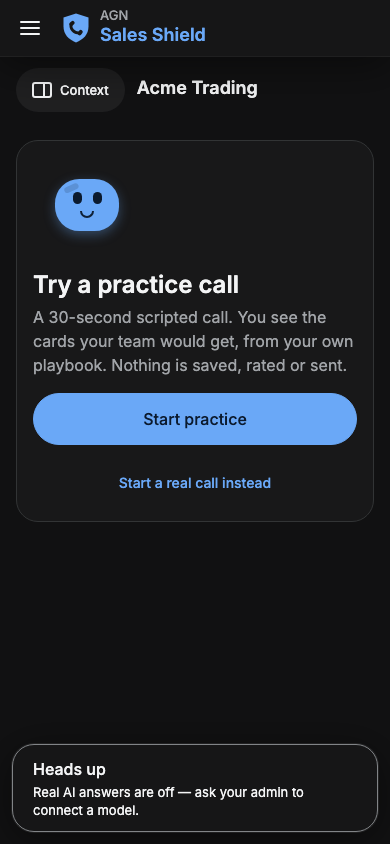 AGN
Sales Shield
Context
Acme Trading
Try a practice call
A 30-second scripted call. You see the
cards your team would get, from your own
playbook. Nothing is saved, rated or sent.
Start practice
Start a real call instead
Heads up
Real AI answers are off — ask your admin to
connect a model.